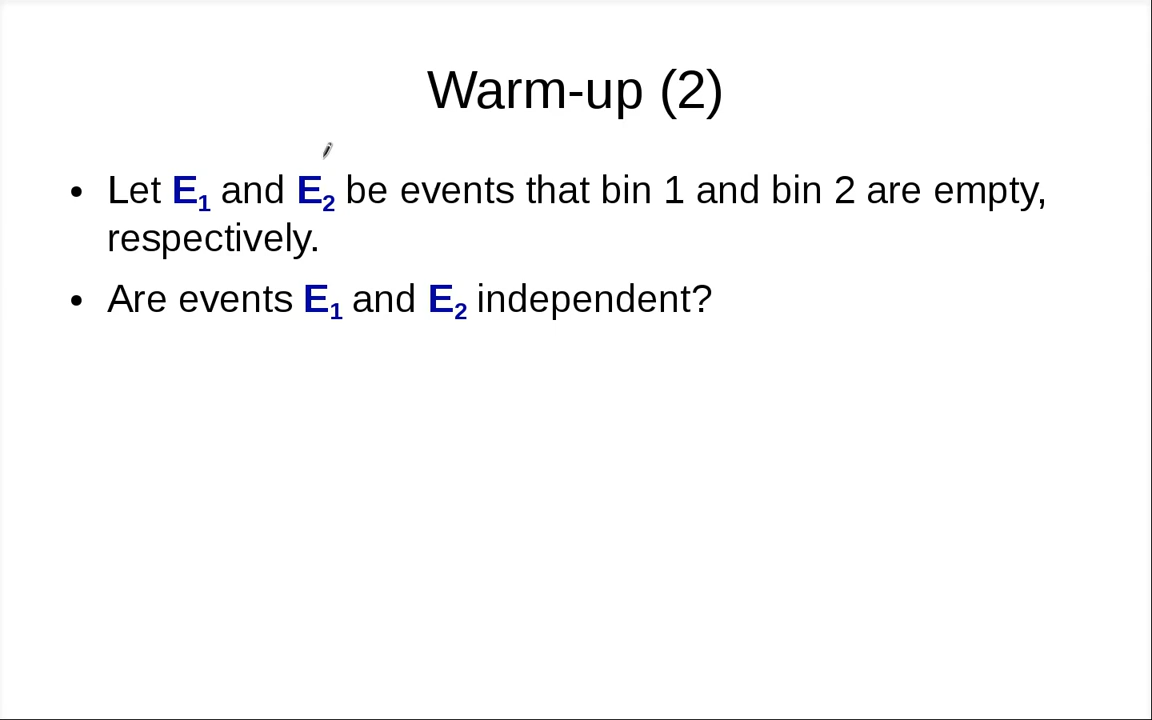 Warm-up (2)
• Let E₁ and E₂ be events that bin 1 and bin 2 are empty,
respectively.
• Are events E₁ and E₂ independent?